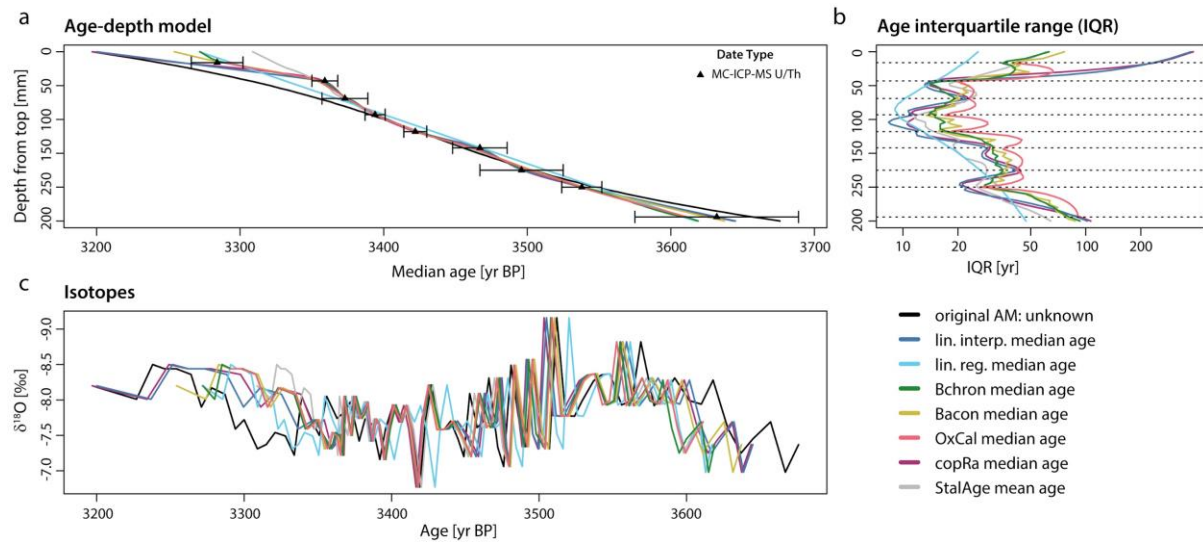 a
Age-depth model
Depth from top [mm]
0
50
100
150
250
200
Date Type
MC-ICP-MS U/Th
3200
3300
3400
3500
3600
3700
Median age [yr BP]
b
Age interquartile range (IQR)
0
50
100
150
250
200
10
20
50
100
200
IQR [yr]
c
Isotopes
δ¹⁸O [‰]
-9.0
-8.5
-8.0
-7.5
-7.0
3200
3300
3400
3500
3600
Age [yr BP]
original AM: unknown
lin. interp. median age
lin. reg. median age
Bchron median age
Bacon median age
OxCal median age
copRa median age
StalAge mean age